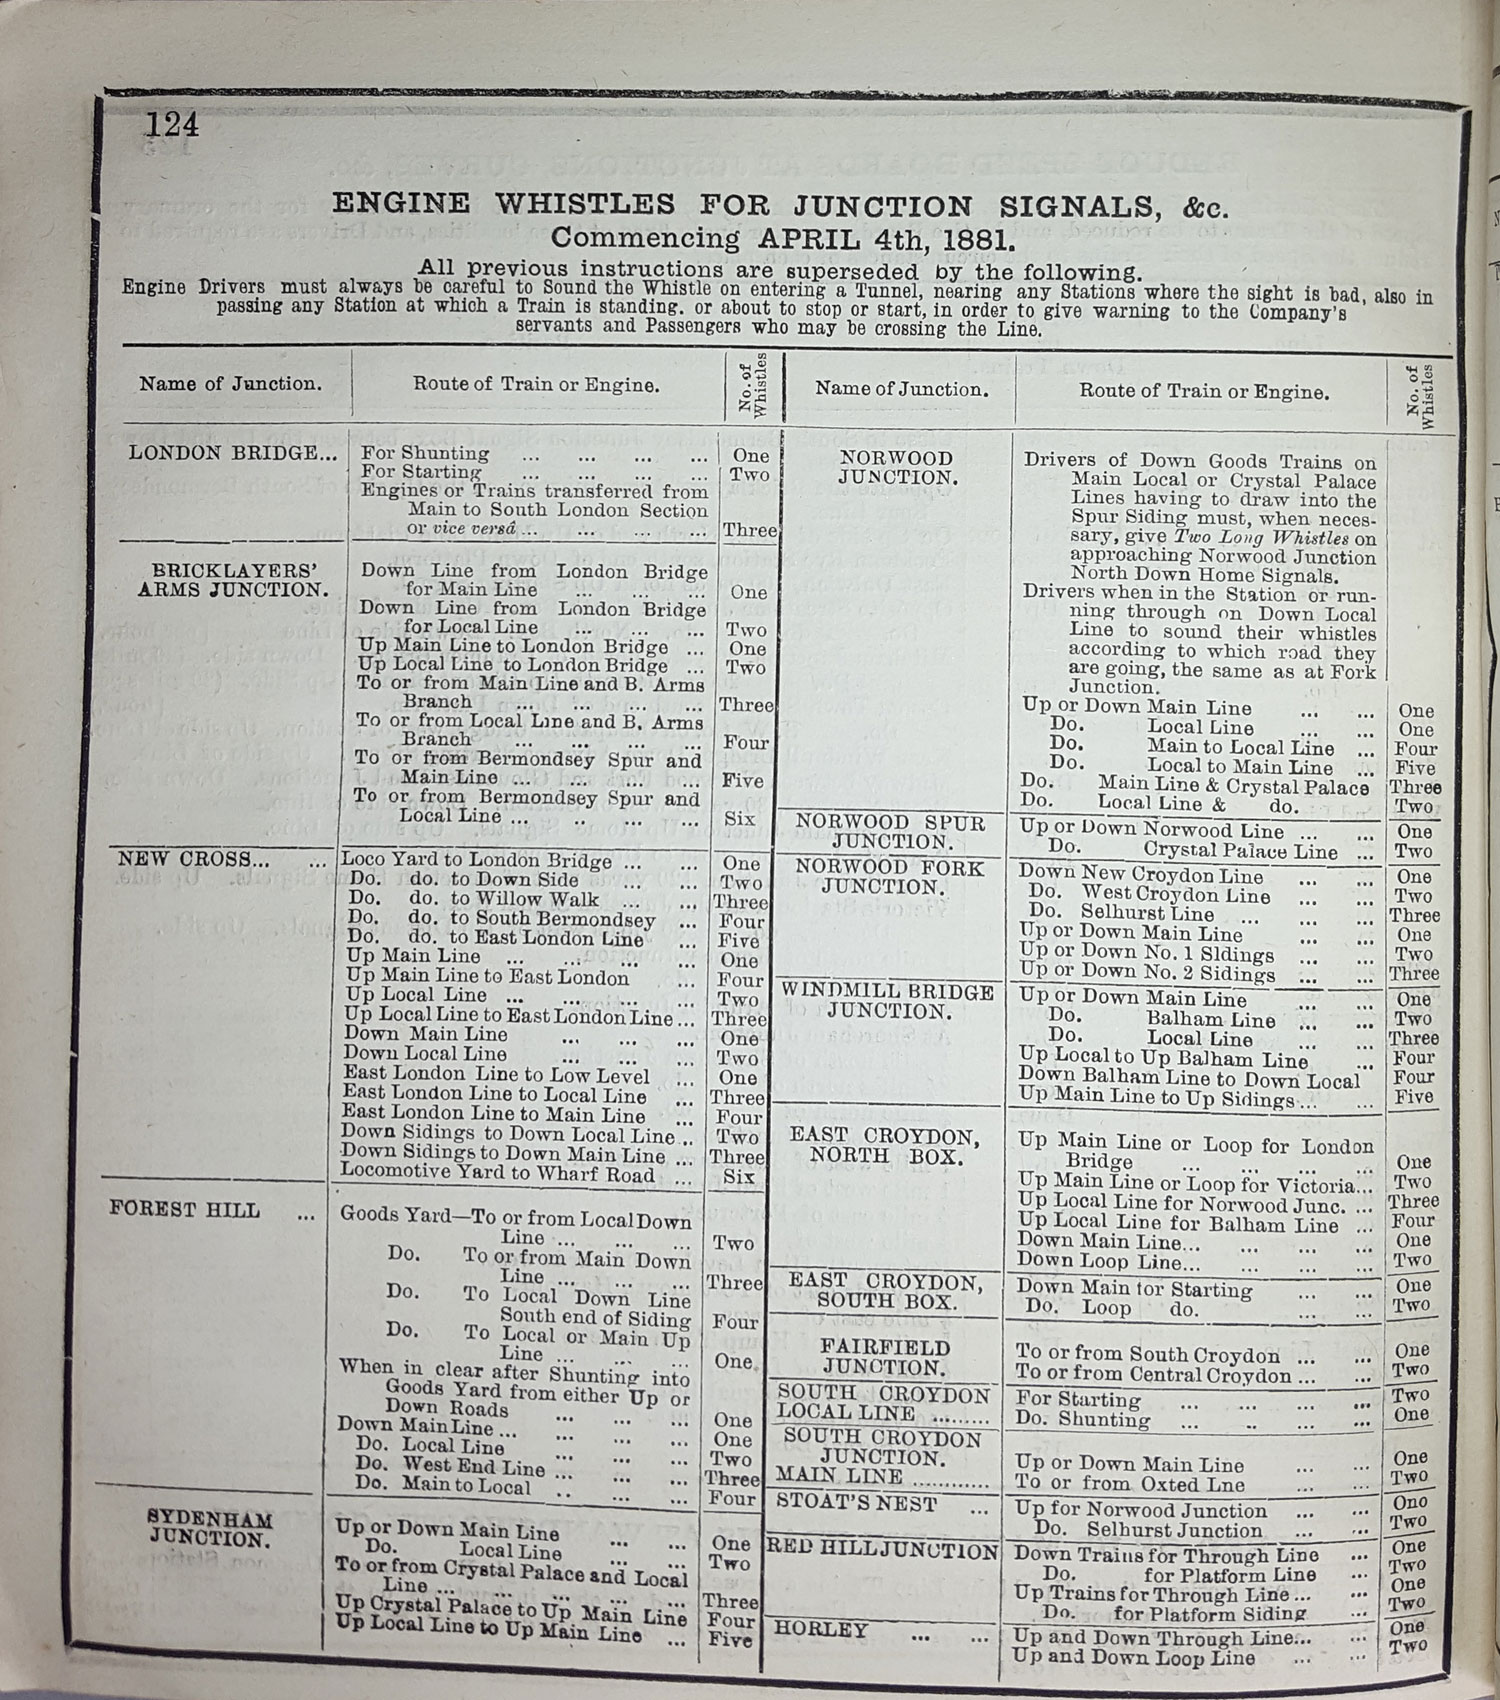 124
ENGINE WHISTLES FOR JUNCTION SIGNALS, &c.
Commencing APRIL 4th, 1881.
All previous instructions are superseded by the following.
Engine Drivers must always be careful to Sound the Whistle on entering a Tunnel, nearing any Stations where the sight is bad, also in
passing any Station at which a Train is standing. or about to stop or start, in order to give warning to the Company's
servants and Passengers who may be crossing the Line.
Name of Junction. Route of Train or Engine. No. of Whistles
LONDON BRIDGE... For Shunting ... ... ... ... One
For Starting ... ... ... ... Two
Engines or Trains transferred from
Main to South London Section
or vice versâ ... ... ... ... Three
BRICKLAYERS' Down Line from London Bridge
ARMS JUNCTION. for Main Line ... ... ... One
Down Line from London Bridge
for Local Line ... ... ... Two
Up Main Line to London Bridge ... One
Up Local Line to London Bridge ... Two
To or from Main Line and B. Arms
Branch ... ... ... ... Three
To or from Local Line and B. Arms
Branch ... ... ... ... Four
To or from Bermondsey Spur and
Main Line ... ... ... ... Five
To or from Bermondsey Spur and
Local Line ... .. ... ... Six
NEW CROSS... ... Loco Yard to London Bridge ... ... One
Do. do. to Down Side ... ... Two
Do. do. to Willow Walk ... ... Three
Do. do. to South Bermondsey ... Four
Do. do. to East London Line ... Five
Up Main Line ... ... ... ... One
Up Main Line to East London ... Four
Up Local Line ... ... ... ... Two
Up Local Line to East London Line ... Three
Down Main Line ... ... ... One
Down Local Line ... ... ... Two
East London Line to Low Level ... One
East London Line to Local Line ... Three
East London Line to Main Line ... Four
Down Sidings to Down Local Line .. Two
Down Sidings to Down Main Line ... Three
Locomotive Yard to Wharf Road ... Six
FOREST HILL ... Goods Yard—To or from Local Down
Line ... ... ... Two
Do. To or from Main Down
Line ... ... ... Three
Do. To Local Down Line
South end of Siding Four
Do. To Local or Main Up
Line ... ... ... One
When in clear after Shunting into
Goods Yard from either Up or
Down Roads ... ... ... One
Down Main Line ... ... ... ... One
Do. Local Line ... ... ... Two
Do. West End Line ... ... ... Three
Do. Main to Local .. ... ... Four
SYDENHAM Up or Down Main Line ... ... One
JUNCTION. Do. Local Line ... ... Two
To or from Crystal Palace and Local
Line ... ... ... ... ... Three
Up Crystal Palace to Up Main Line Four
Up Local Line to Up Main Line ... Five
Name of Junction. Route of Train or Engine. No. of Whistles
NORWOOD Drivers of Down Goods Trains on
JUNCTION. Main Local or Crystal Palace
Lines having to draw into the
Spur Siding must, when neces-
sary, give Two Long Whistles on
approaching Norwood Junction
North Down Home Signals.
Drivers when in the Station or run-
ning through on Down Local
Line to sound their whistles
according to which road they
are going, the same as at Fork
Junction.
Up or Down Main Line ... ... One
Do. Local Line ... ... One
Do. Main to Local Line ... Four
Do. Local to Main Line ... Five
Do. Main Line & Crystal Palace Three
Do. Local Line & do. Two
NORWOOD SPUR Up or Down Norwood Line ... ... One
JUNCTION. Do. Crystal Palace Line ... Two
NORWOOD FORK Down New Croydon Line ... ... One
JUNCTION. Do. West Croydon Line ... ... Two
Do. Selhurst Line ... ... ... Three
Up or Down Main Line ... ... One
Up or Down No. 1 Sldings ... ... Two
Up or Down No. 2 Sidings ... ... Three
WINDMILL BRIDGE Up or Down Main Line ... ... One
JUNCTION. Do. Balham Line ... ... Two
Do. Local Line ... ... Three
Up Local to Up Balham Line ... Four
Down Balham Line to Down Local Four
Up Main Line to Up Sidings ... ... Five
EAST CROYDON, Up Main Line or Loop for London
NORTH BOX. Bridge ... ... ... ... One
Up Main Line or Loop for Victoria... Two
Up Local Line for Norwood Junc. ... Three
Up Local Line for Balham Line ... Four
Down Main Line... ... ... ... One
Down Loop Line... ... ... ... Two
EAST CROYDON, Down Main tor Starting ... ... One
SOUTH BOX. Do. Loop do. ... ... Two
FAIRFIELD To or from South Croydon ... ... One
JUNCTION. To or from Central Croydon ... ... Two
SOUTH CROYDON For Starting ... ... ... ... Two
LOCAL LINE ......... Do. Shunting ... .. ... ... One
SOUTH CROYDON
JUNCTION. Up or Down Main Line ... ... One
MAIN LINE ............ To or from Oxted Lne ... ... Two
STOAT'S NEST ... Up for Norwood Junction ... ... Ono
Do. Selhurst Junction ... ... Two
RED HILL JUNCTION Down Trains for Through Line ... One
Do. for Platform Line ... Two
Up Trains for Through Line ... ... One
Do. for Platform Siding ... Two
HORLEY ... ... Up and Down Through Line... ... One
Up and Down Loop Line ... ... Two